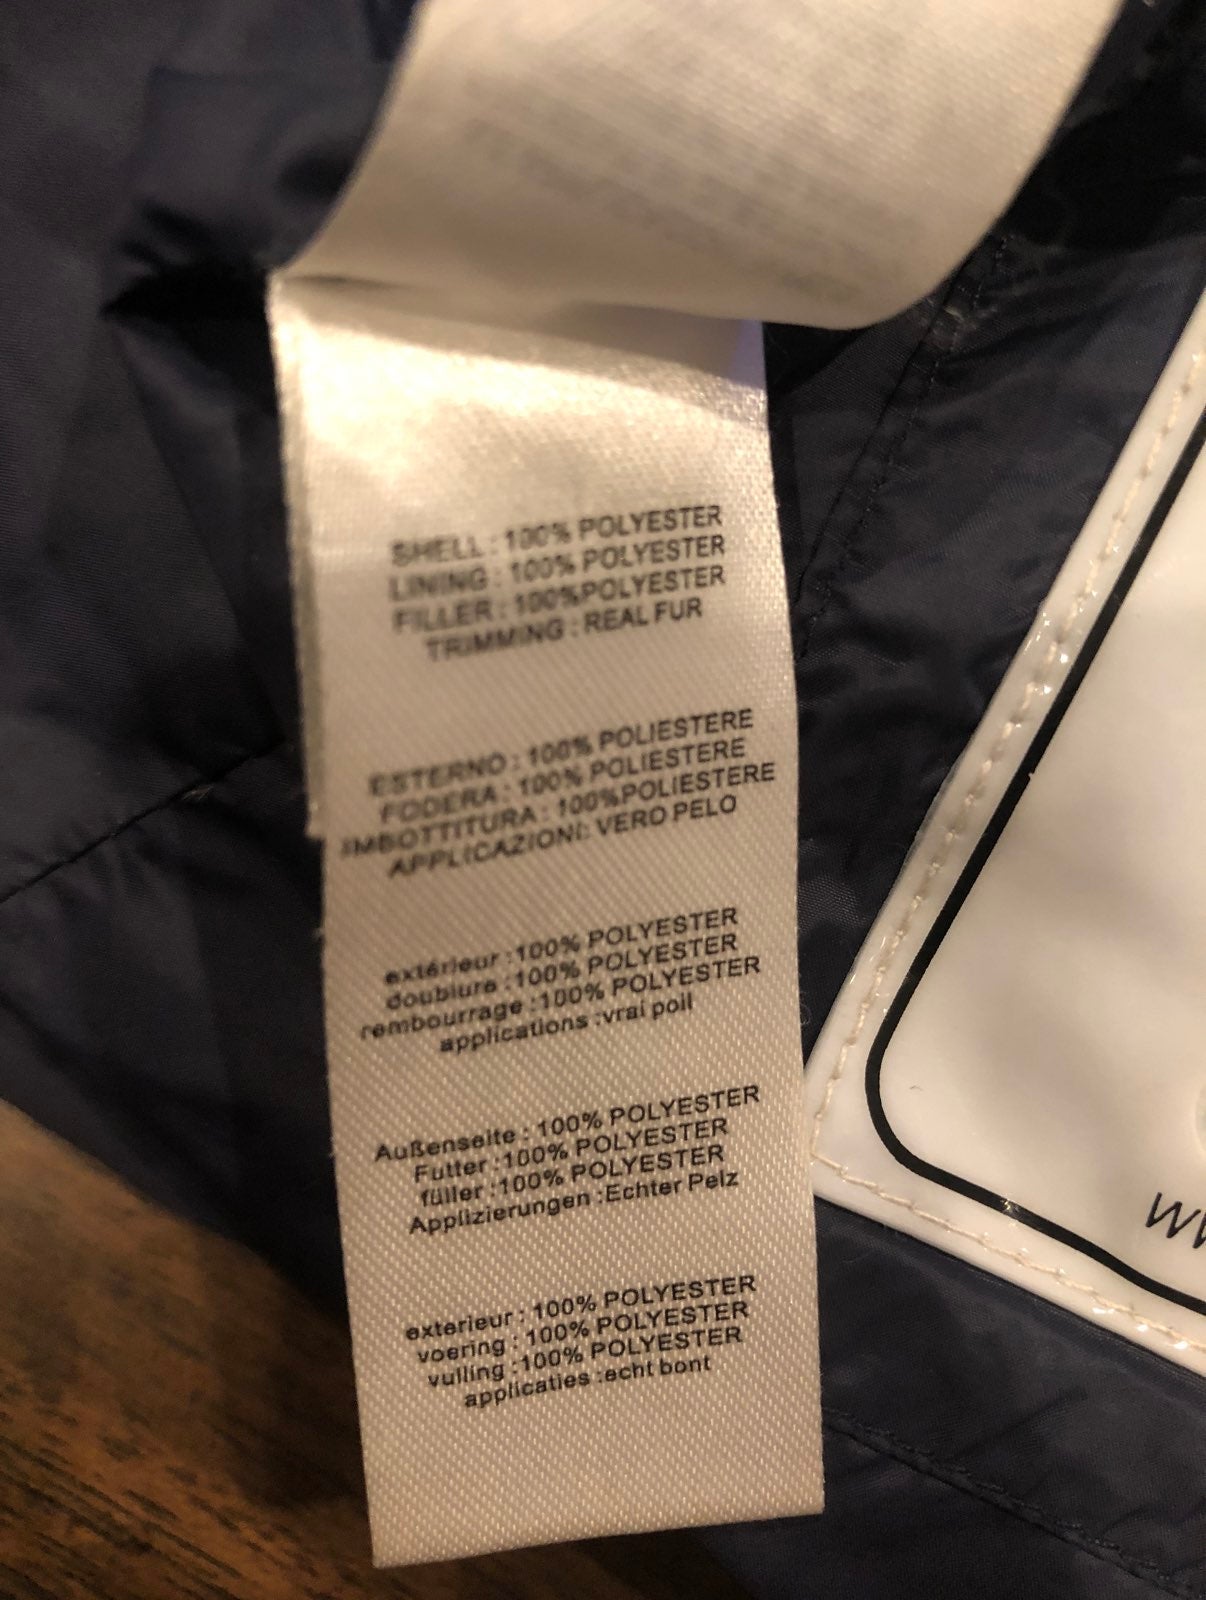 SHELL : 100% POLYESTER
LINING : 100% POLYESTER
FILLER : 100%POLYESTER
TRIMMING : REAL FUR
ESTERNO : 100% POLIESTERE
FODERA : 100% POLIESTERE
IMBOTTITURA : 100%POLIESTERE
APPLICAZIONI: VERO PELO
extérieur :100% POLYESTER
doublure :100% POLYESTER
rembourrage :100% POLYESTER
applications :vrai poil
Außenseite : 100% POLYESTER
Futter :100% POLYESTER
füller :100% POLYESTER
Applizierungen :Echter Pelz
exterieur : 100% POLYESTER
voering : 100% POLYESTER
vulling :100% POLYESTER
applicaties :echt bont